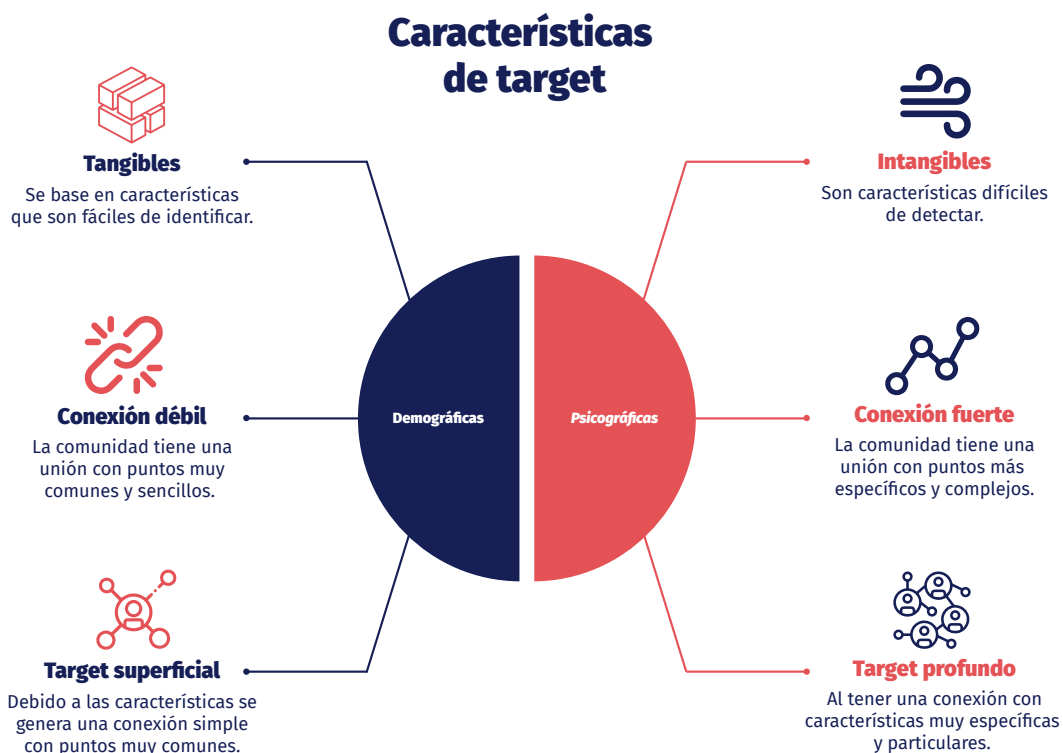 Características
de target
Tangibles
Se base en características
que son fáciles de identificar.
Conexión débil
La comunidad tiene una
unión con puntos muy
comunes y sencillos.
Target superficial
Debido a las características se
genera una conexión simple
con puntos muy comunes.
Demográficas
Psicográficas
Intangibles
Son características difíciles
de detectar.
Conexión fuerte
La comunidad tiene una
unión con puntos más
específicos y complejos.
Target profundo
Al tener una conexión con
características muy específicas
y particulares.